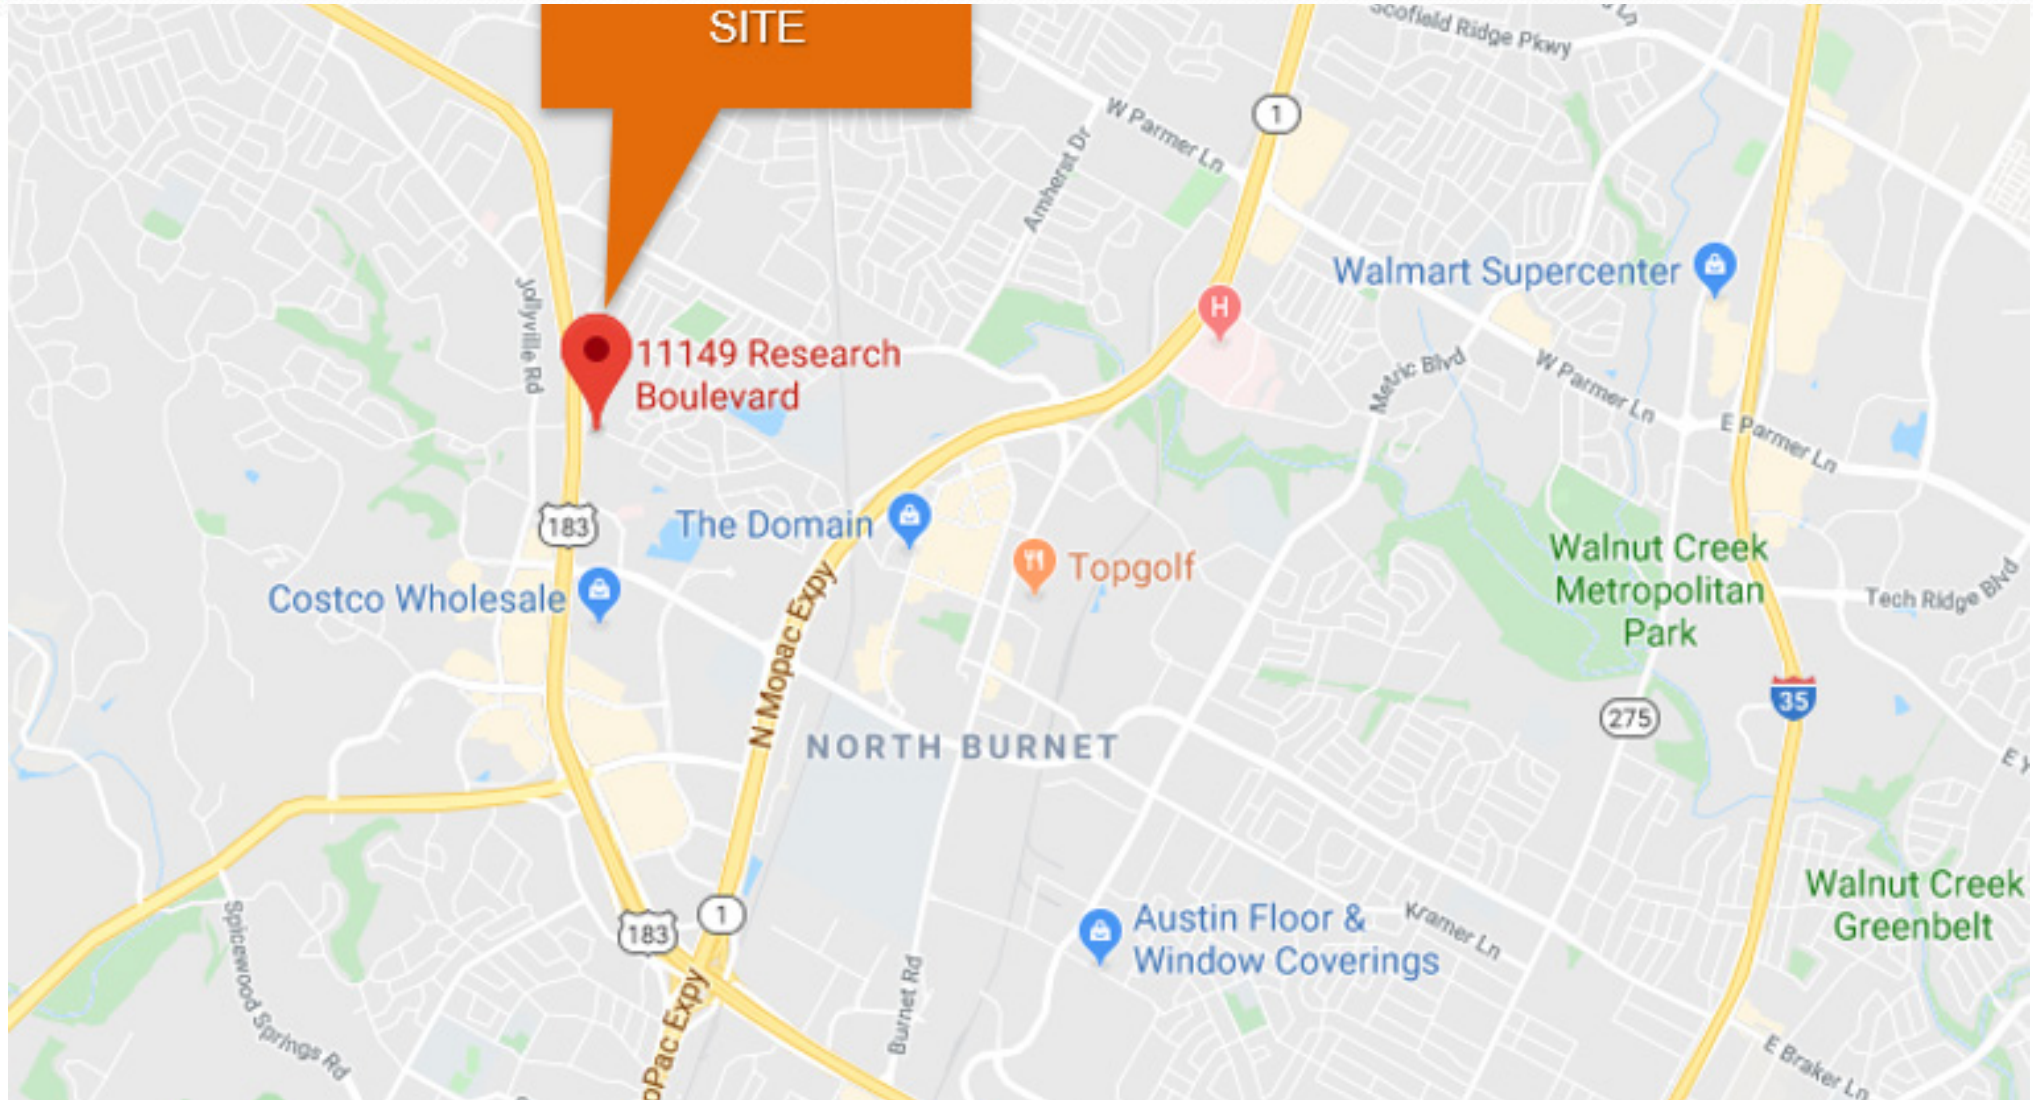 SITE
Scofield Ridge Pkwy
1
W Parmer Ln
Amherst Dr
Walmart Supercenter
H
Jollyville Rd
11149 Research
Boulevard
Metric Blvd
W Parmer Ln
E Parmer Ln
183
The Domain
Topgolf
Walnut Creek
Metropolitan
Park
Costco Wholesale
Tech Ridge Blvd
N Mopac Expy
275
35
NORTH BURNET
E Y
Walnut Creek
Greenbelt
Spicewood Springs Rd
183
1
Austin Floor &
Window Coverings
Kramer Ln
Burnet Rd
oPac Expy
E Braker Ln